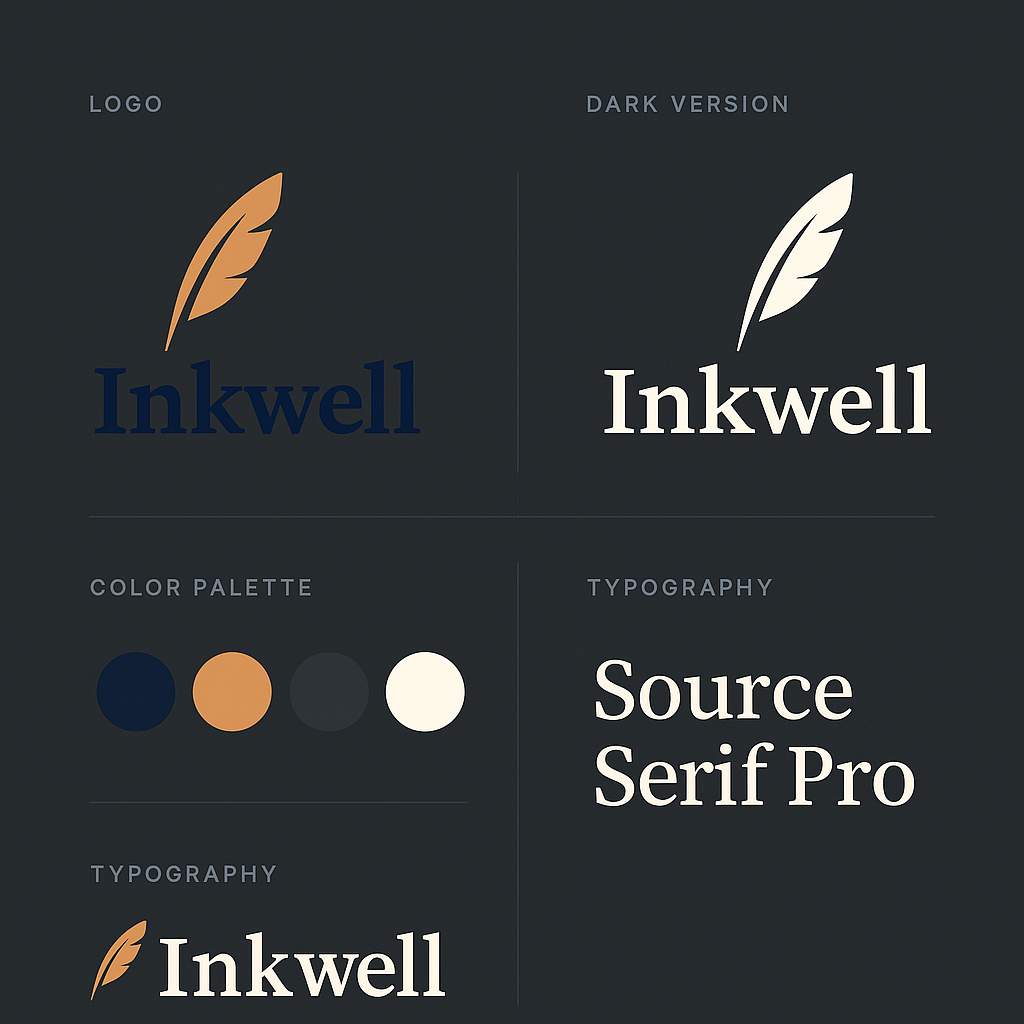 LOGO
DARK VERSION
Inkwell
Inkwell
COLOR PALETTE
TYPOGRAPHY
Source
Serif Pro
TYPOGRAPHY
Inkwell